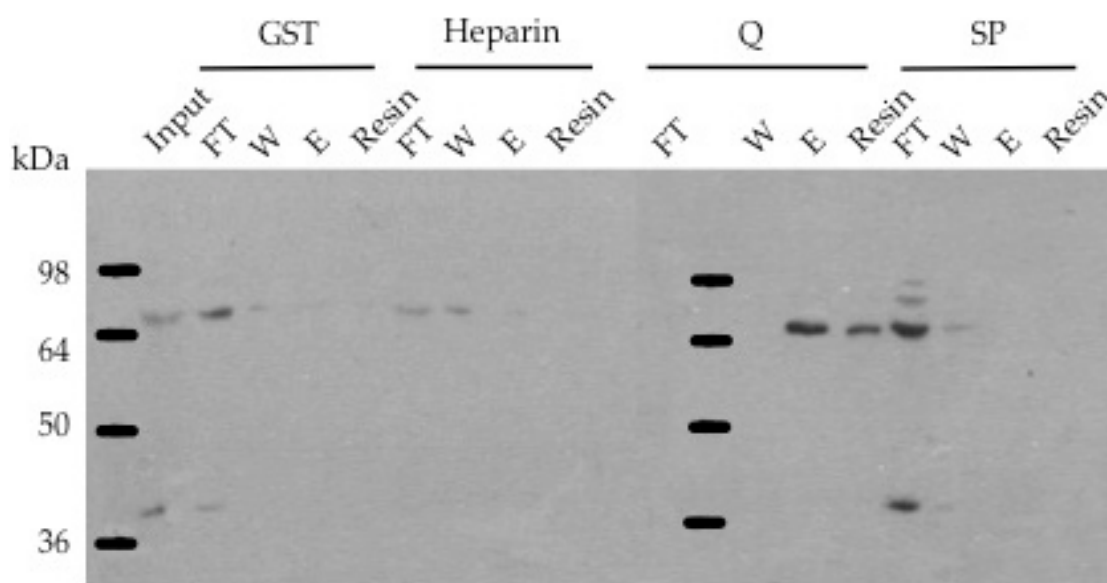 GST Heparin Q SP
Input FT W E Resin FT W E Resin FT W E Resin FT W E Resin
kDa
98
64
50
36